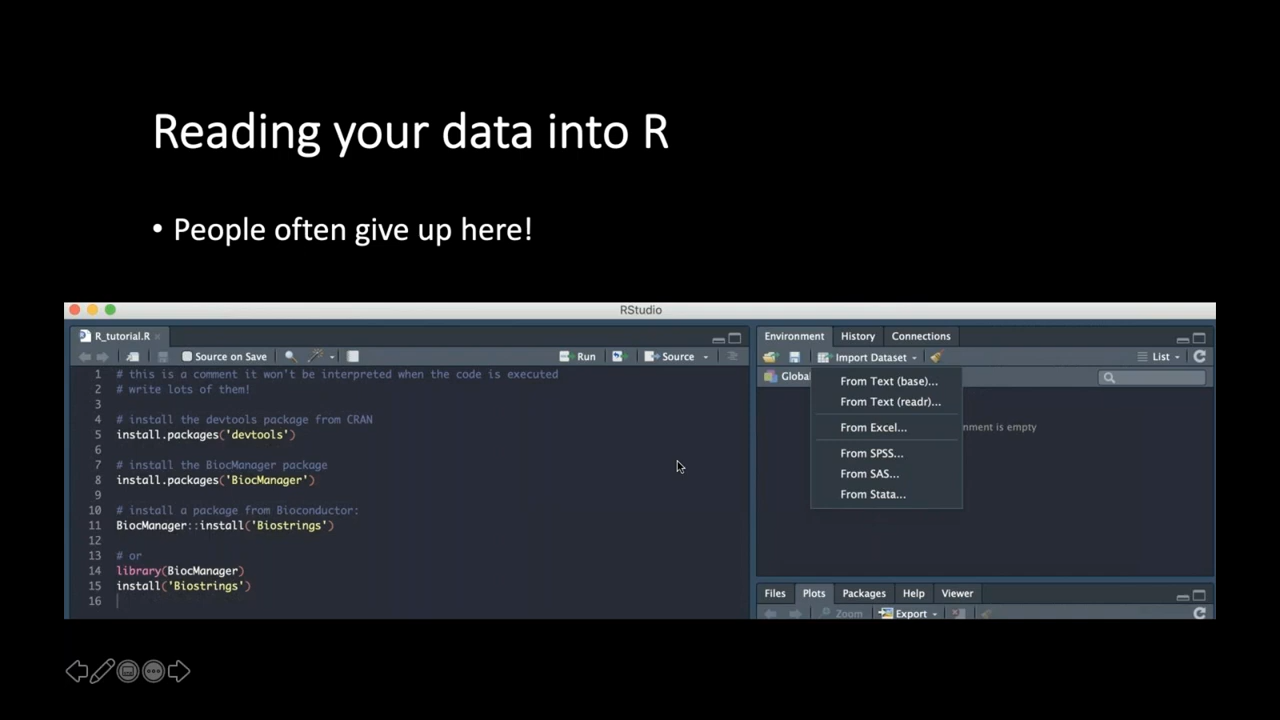 Reading your data into R
• People often give up here!
RStudio
R_tutorial.R
Source on Save
Run
Source
1 # this is a comment it won't be interpreted when the code is executed
2 # write lots of them!
3
4 # install the devtools package from CRAN
5 install.packages('devtools')
6
7 # install the BiocManager package
8 install.packages('BiocManager')
9
10 # install a package from Bioconductor:
11 BiocManager::install('Biostrings')
12
13 # or
14 library(BiocManager)
15 install('Biostrings')
16
Environment History Connections
Import Dataset
List
Global
From Text (base)...
From Text (readr)...
From Excel...
From SPSS...
From SAS...
From Stata...
nment is empty
Files Plots Packages Help Viewer
Zoom Export